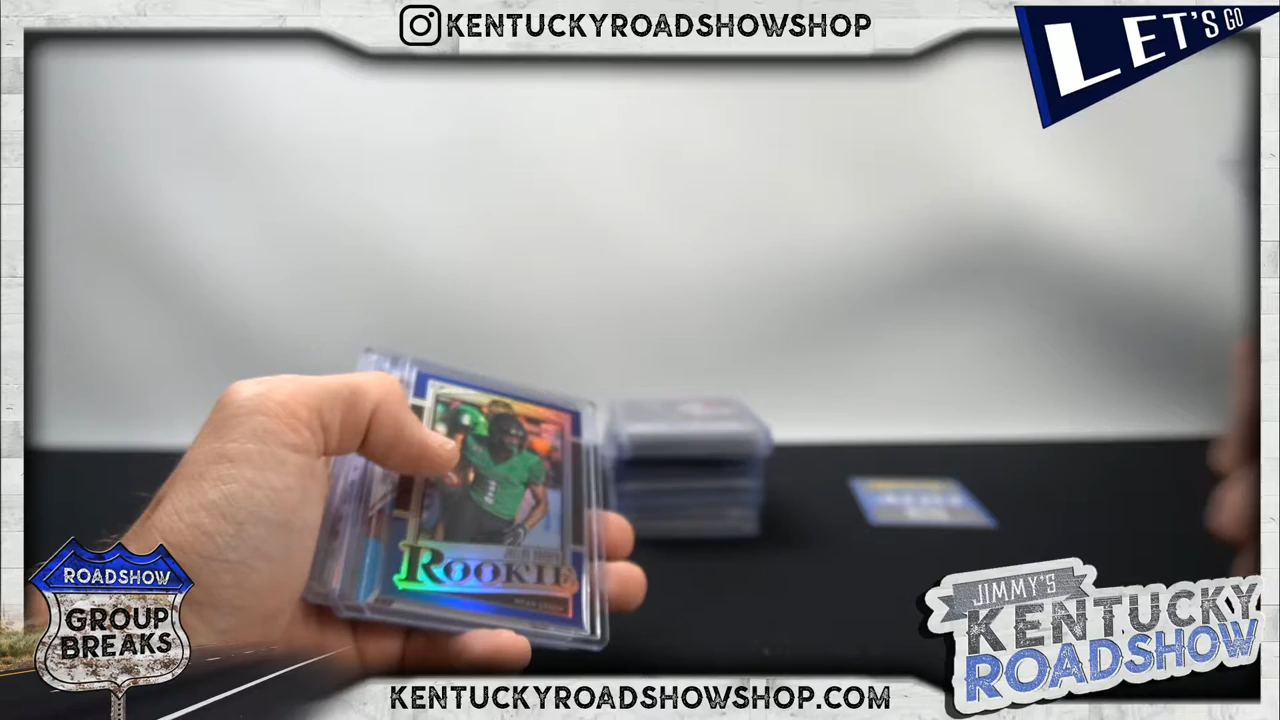 KENTUCKYROADSHOWSHOP
LET'S GO
ROOKIE
ROADSHOW
GROUP
BREAKS
JIMMY'S
KENTUCKY
ROADSHOW
KENTUCKYROADSHOWSHOP.COM